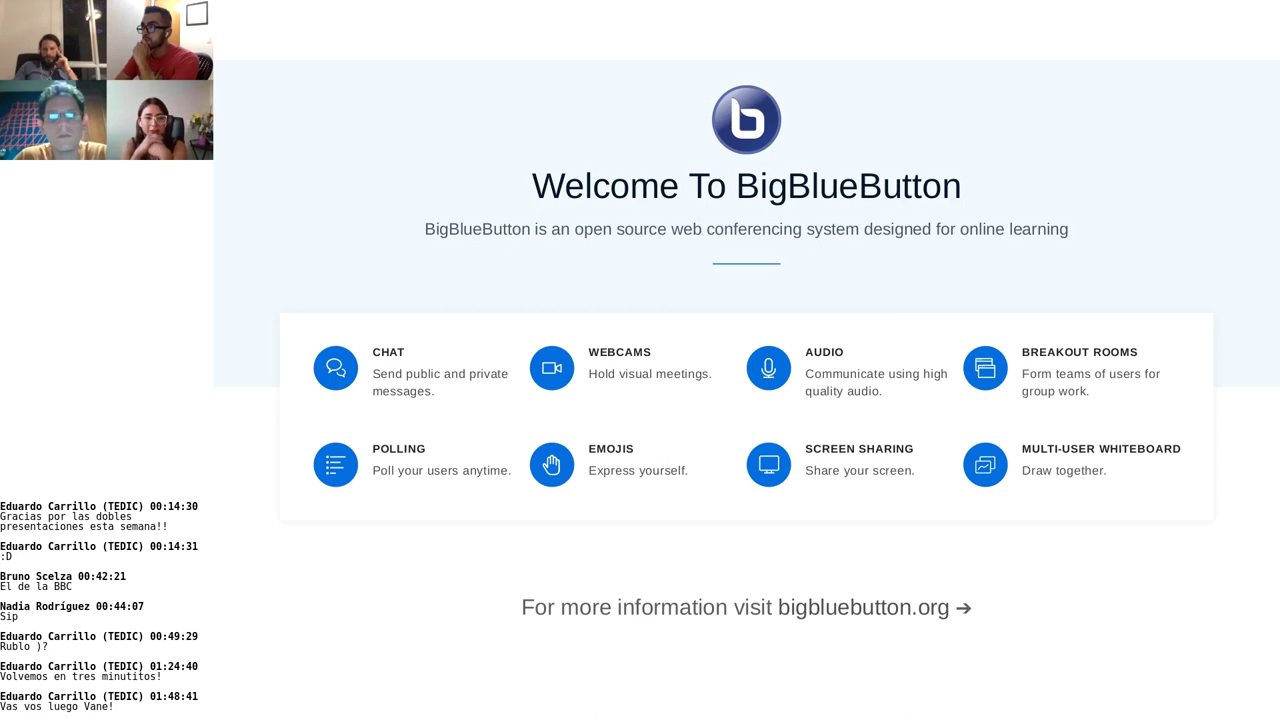 Welcome To BigBlueButton
BigBlueButton is an open source web conferencing system designed for online learning
CHAT
Send public and private
messages.
WEBCAMS
Hold visual meetings.
AUDIO
Communicate using high
quality audio.
BREAKOUT ROOMS
Form teams of users for
group work.
POLLING
Poll your users anytime.
EMOJIS
Express yourself.
SCREEN SHARING
Share your screen.
MULTI-USER WHITEBOARD
Draw together.
For more information visit bigbluebutton.org →
Eduardo Carrillo (TEDIC) 00:14:30
Gracias por las dobles
presentaciones esta semana!!
Eduardo Carrillo (TEDIC) 00:14:31
:D
Bruno Scelza 00:42:21
El de la BBC
Nadia Rodríguez 00:44:07
Sip
Eduardo Carrillo (TEDIC) 00:49:29
Rublo )?
Eduardo Carrillo (TEDIC) 01:24:40
Volvemos en tres minutitos!
Eduardo Carrillo (TEDIC) 01:48:41
Vas vos luego Vane!